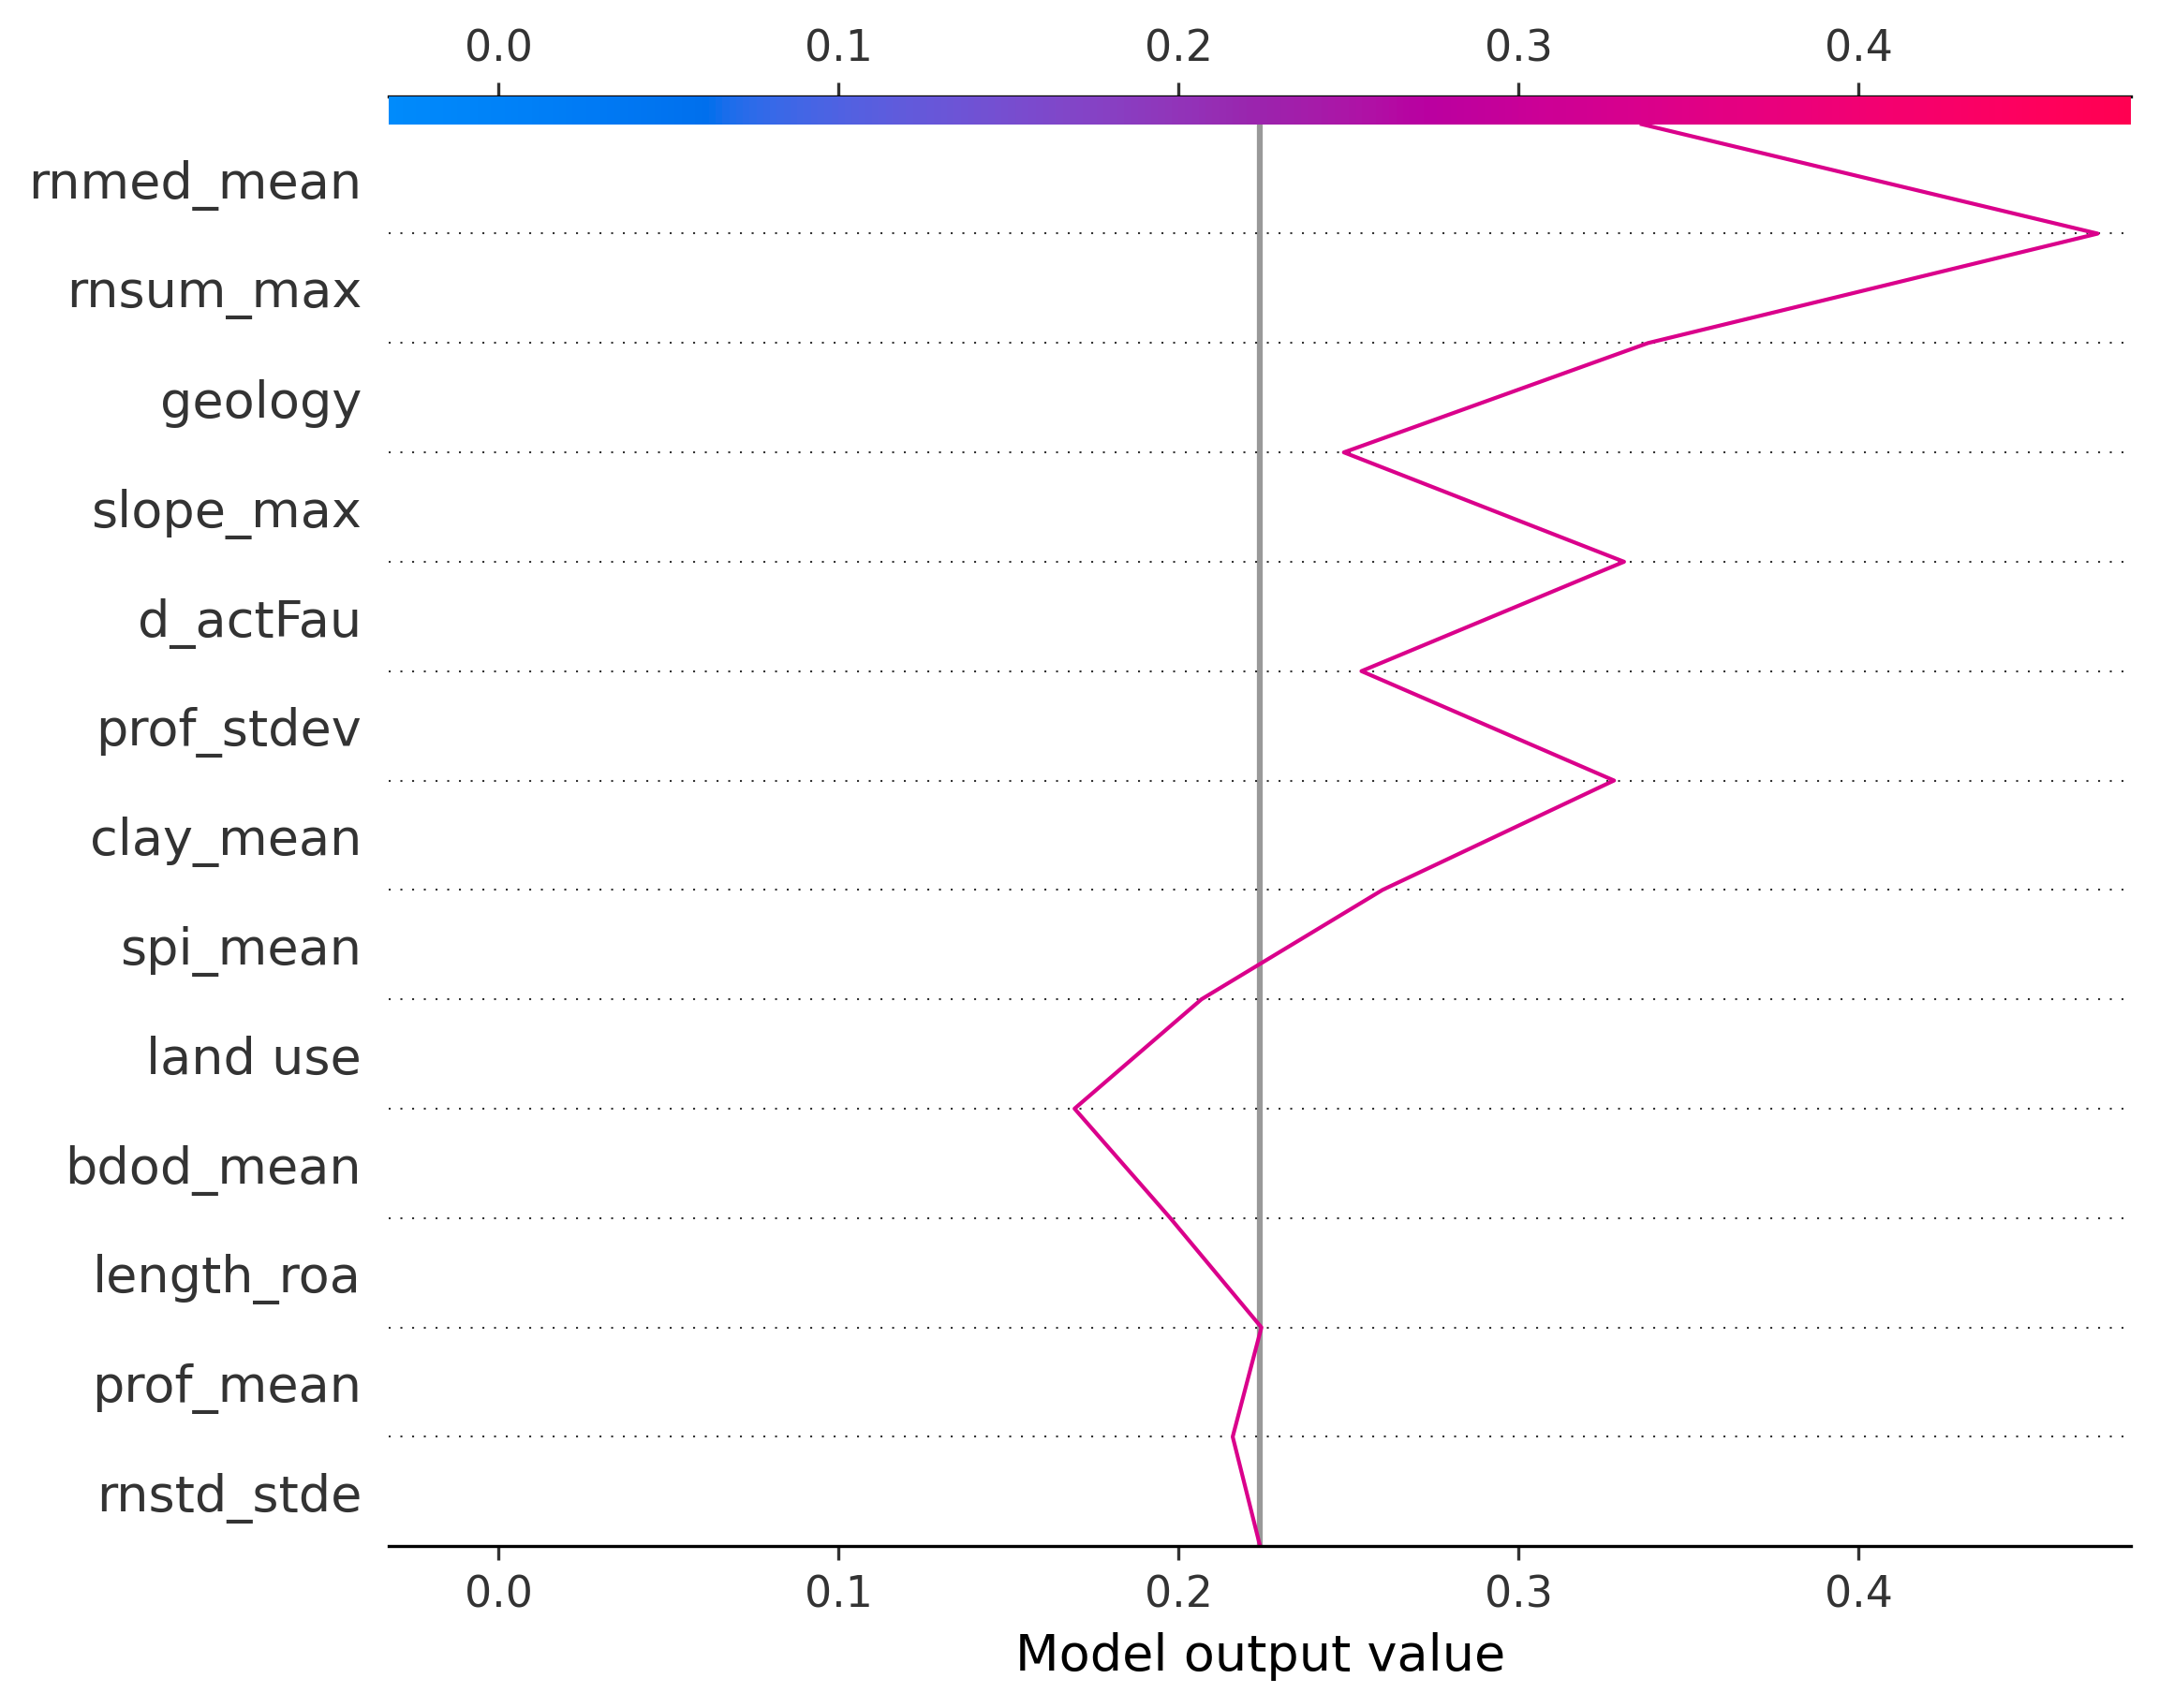 0.0 0.1 0.2 0.3 0.4
rnmed_mean
rnsum_max
geology
slope_max
d_actFau
prof_stdev
clay_mean
spi_mean
land use
bdod_mean
length_roa
prof_mean
rnstd_stde
0.0 0.1 0.2 0.3 0.4
Model output value